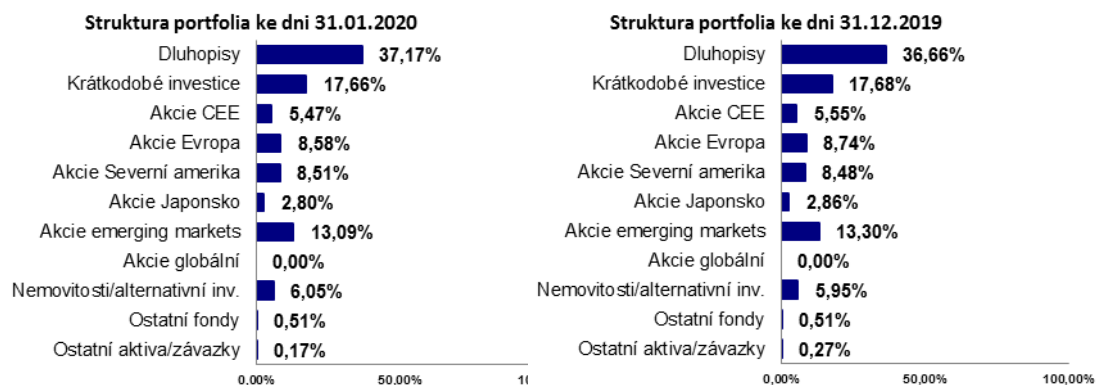 Struktura portfolia ke dni 31.01.2020
Dluhopisy 37,17%
Krátkodobé investice 17,66%
Akcie CEE 5,47%
Akcie Evropa 8,58%
Akcie Severní amerika 8,51%
Akcie Japonsko 2,80%
Akcie emerging markets 13,09%
Akcie globální 0,00%
Nemovitosti/alternativní inv. 6,05%
Ostatní fondy 0,51%
Ostatní aktiva/závazky 0,17%
0,00% 50,00% 10
Struktura portfolia ke dni 31.12.2019
Dluhopisy 36,66%
Krátkodobé investice 17,68%
Akcie CEE 5,55%
Akcie Evropa 8,74%
Akcie Severní amerika 8,48%
Akcie Japonsko 2,86%
Akcie emerging markets 13,30%
Akcie globální 0,00%
Nemovitosti/alternativní inv. 5,95%
Ostatní fondy 0,51%
Ostatní aktiva/závazky 0,27%
0,00% 50,00% 100,00%